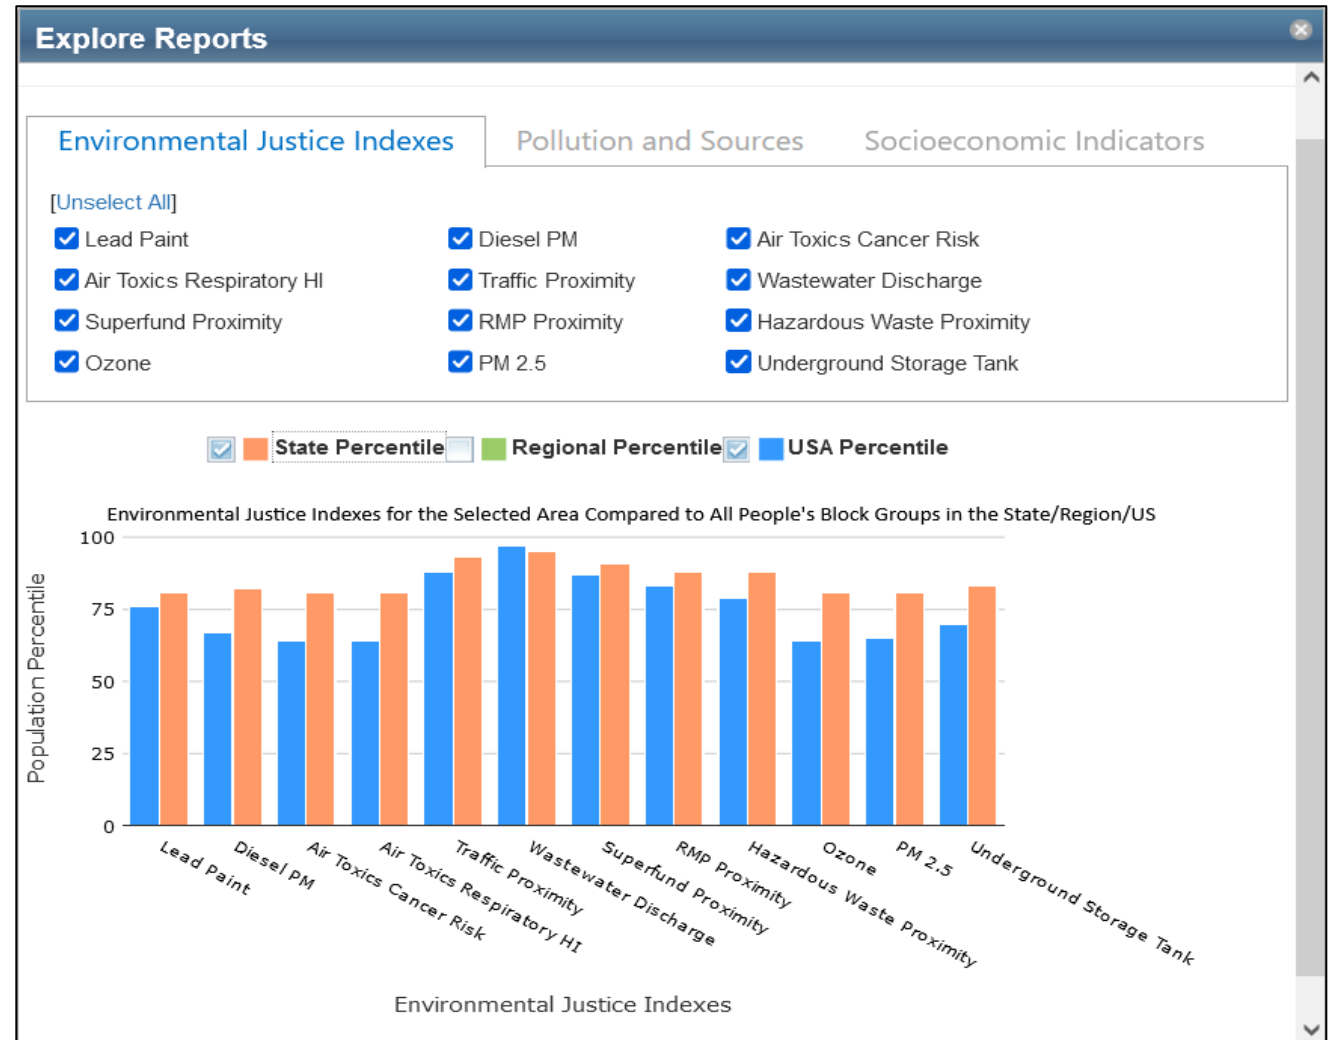 Explore Reports
Environmental Justice Indexes Pollution and Sources Socioeconomic Indicators
[Unselect All]
Lead Paint Diesel PM Air Toxics Cancer Risk
Air Toxics Respiratory HI Traffic Proximity Wastewater Discharge
Superfund Proximity RMP Proximity Hazardous Waste Proximity
Ozone PM 2.5 Underground Storage Tank
State Percentile Regional Percentile USA Percentile
Environmental Justice Indexes for the Selected Area Compared to All People's Block Groups in the State/Region/US
Population Percentile
100
75
50
25
0
Lead Paint
Diesel PM
Air Toxics Cancer Risk
Air Toxics Respiratory HI
Traffic Proximity
Wastewater Discharge
Superfund Proximity
RMP Proximity
Hazardous Waste Proximity
Ozone
PM 2.5
Underground Storage Tank
Environmental Justice Indexes